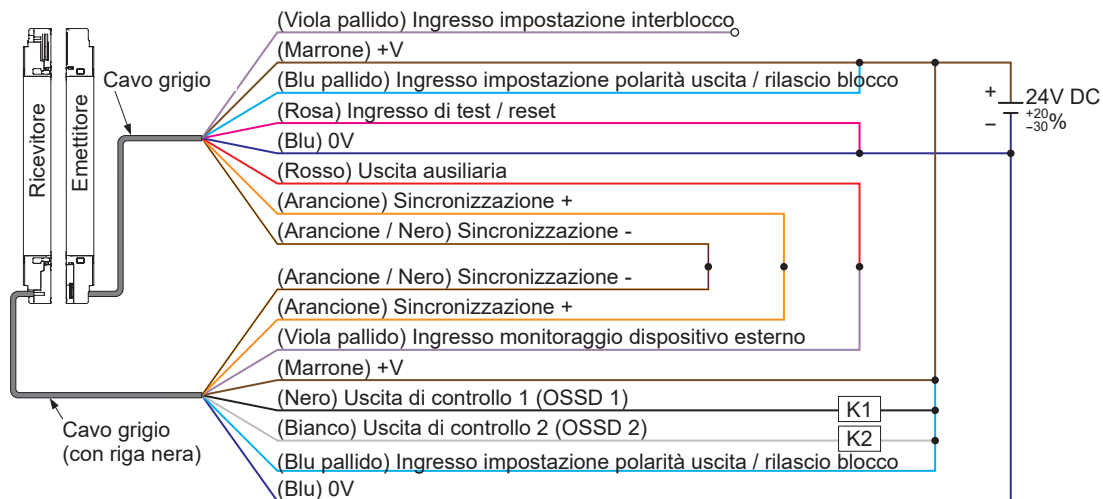 (Viola pallido) Ingresso impostazione interblocco
(Marrone) +V
Cavo grigio
(Blu pallido) Ingresso impostazione polarità uscita / rilascio blocco
(Rosa) Ingresso di test / reset
(Blu) 0V
(Rosso) Uscita ausiliaria
(Arancione) Sincronizzazione +
(Arancione / Nero) Sincronizzazione -
Ricevitore
Emettitore
+
−
24V DC
+20
−30%
(Arancione / Nero) Sincronizzazione -
(Arancione) Sincronizzazione +
(Viola pallido) Ingresso monitoraggio dispositivo esterno
(Marrone) +V
(Nero) Uscita di controllo 1 (OSSD 1)
K1
(Bianco) Uscita di controllo 2 (OSSD 2)
K2
Cavo grigio
(con riga nera)
(Blu pallido) Ingresso impostazione polarità uscita / rilascio blocco
(Blu) 0V